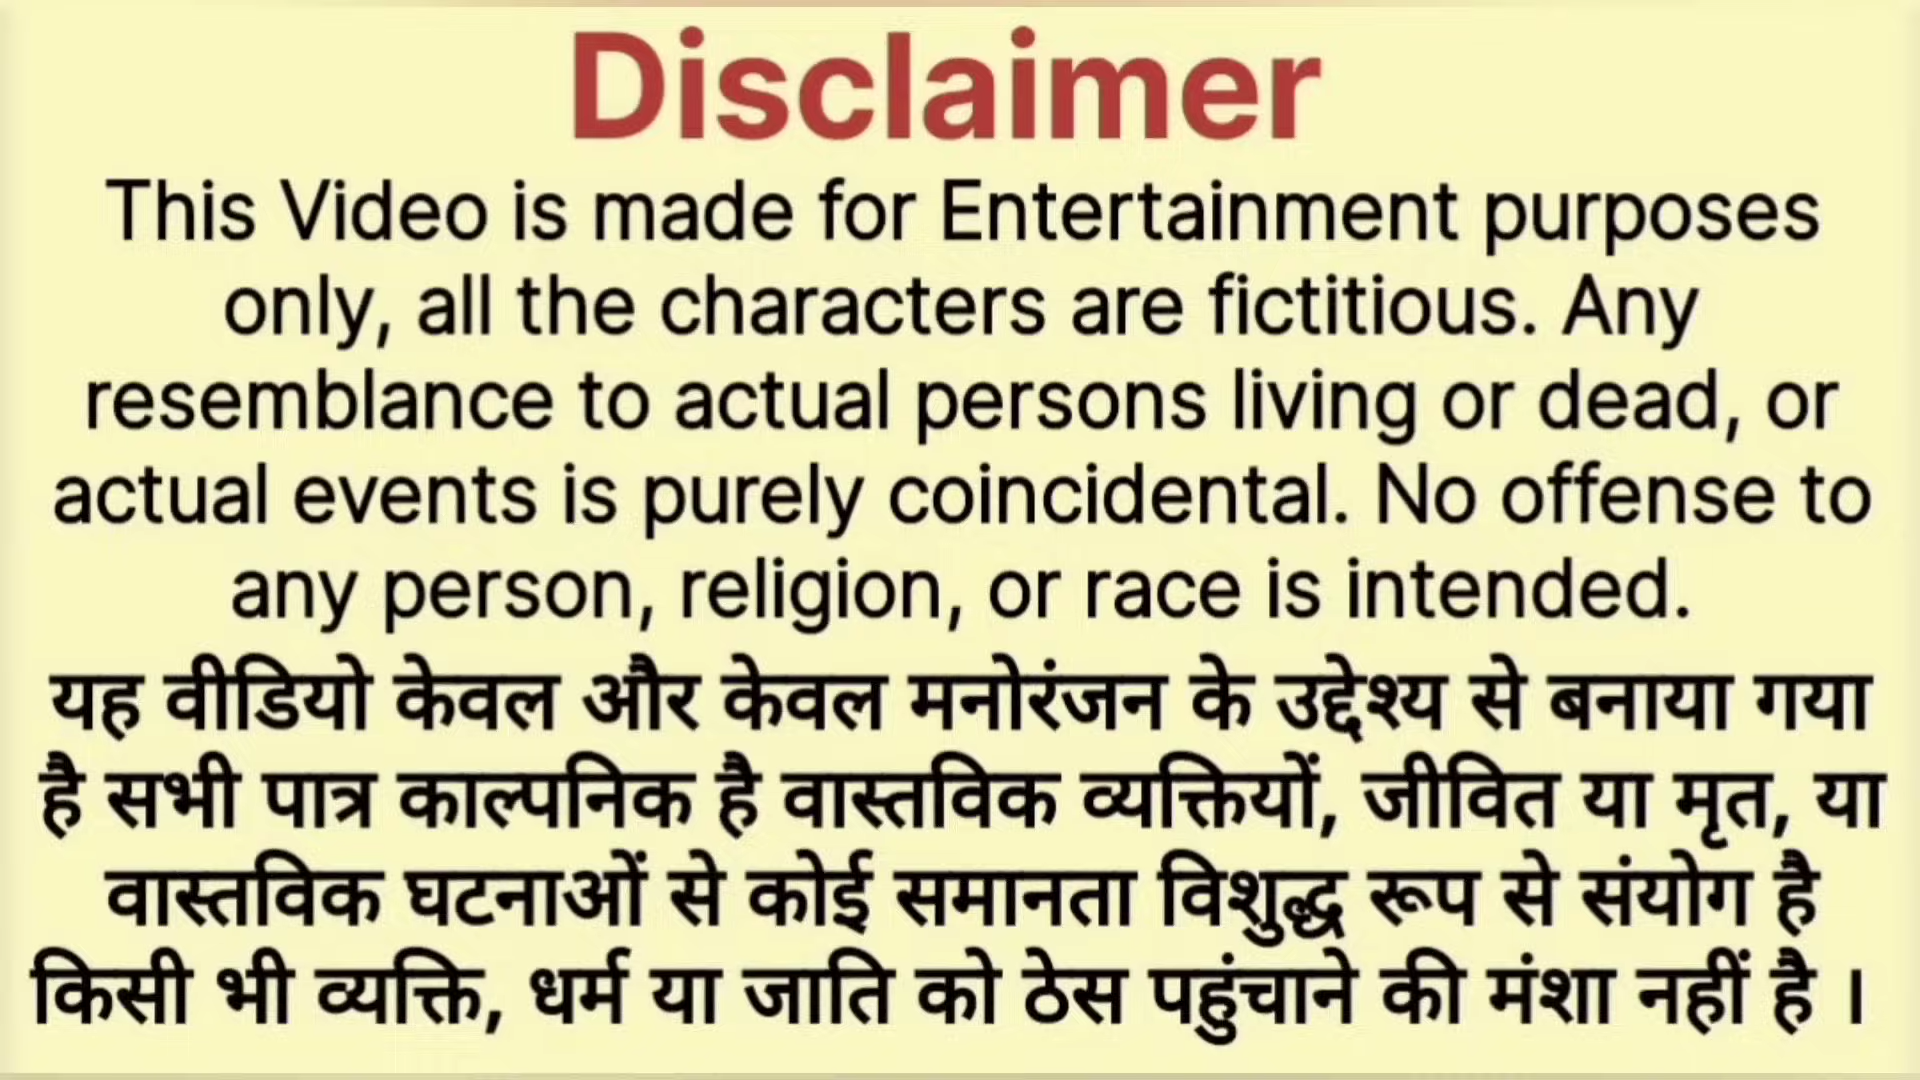 Disclaimer
This Video is made for Entertainment purposes
only, all the characters are fictitious. Any
resemblance to actual persons living or dead, or
actual events is purely coincidental. No offense to
any person, religion, or race is intended.
यह वीडियो केवल और केवल मनोरंजन के उद्देश्य से बनाया गया
है सभी पात्र काल्पनिक है वास्तविक व्यक्तियों, जीवित या मृत, या
वास्तविक घटनाओं से कोई समानता विशुद्ध रूप से संयोग है
किसी भी व्यक्ति, धर्म या जाति को ठेस पहुंचाने की मंशा नहीं है ।